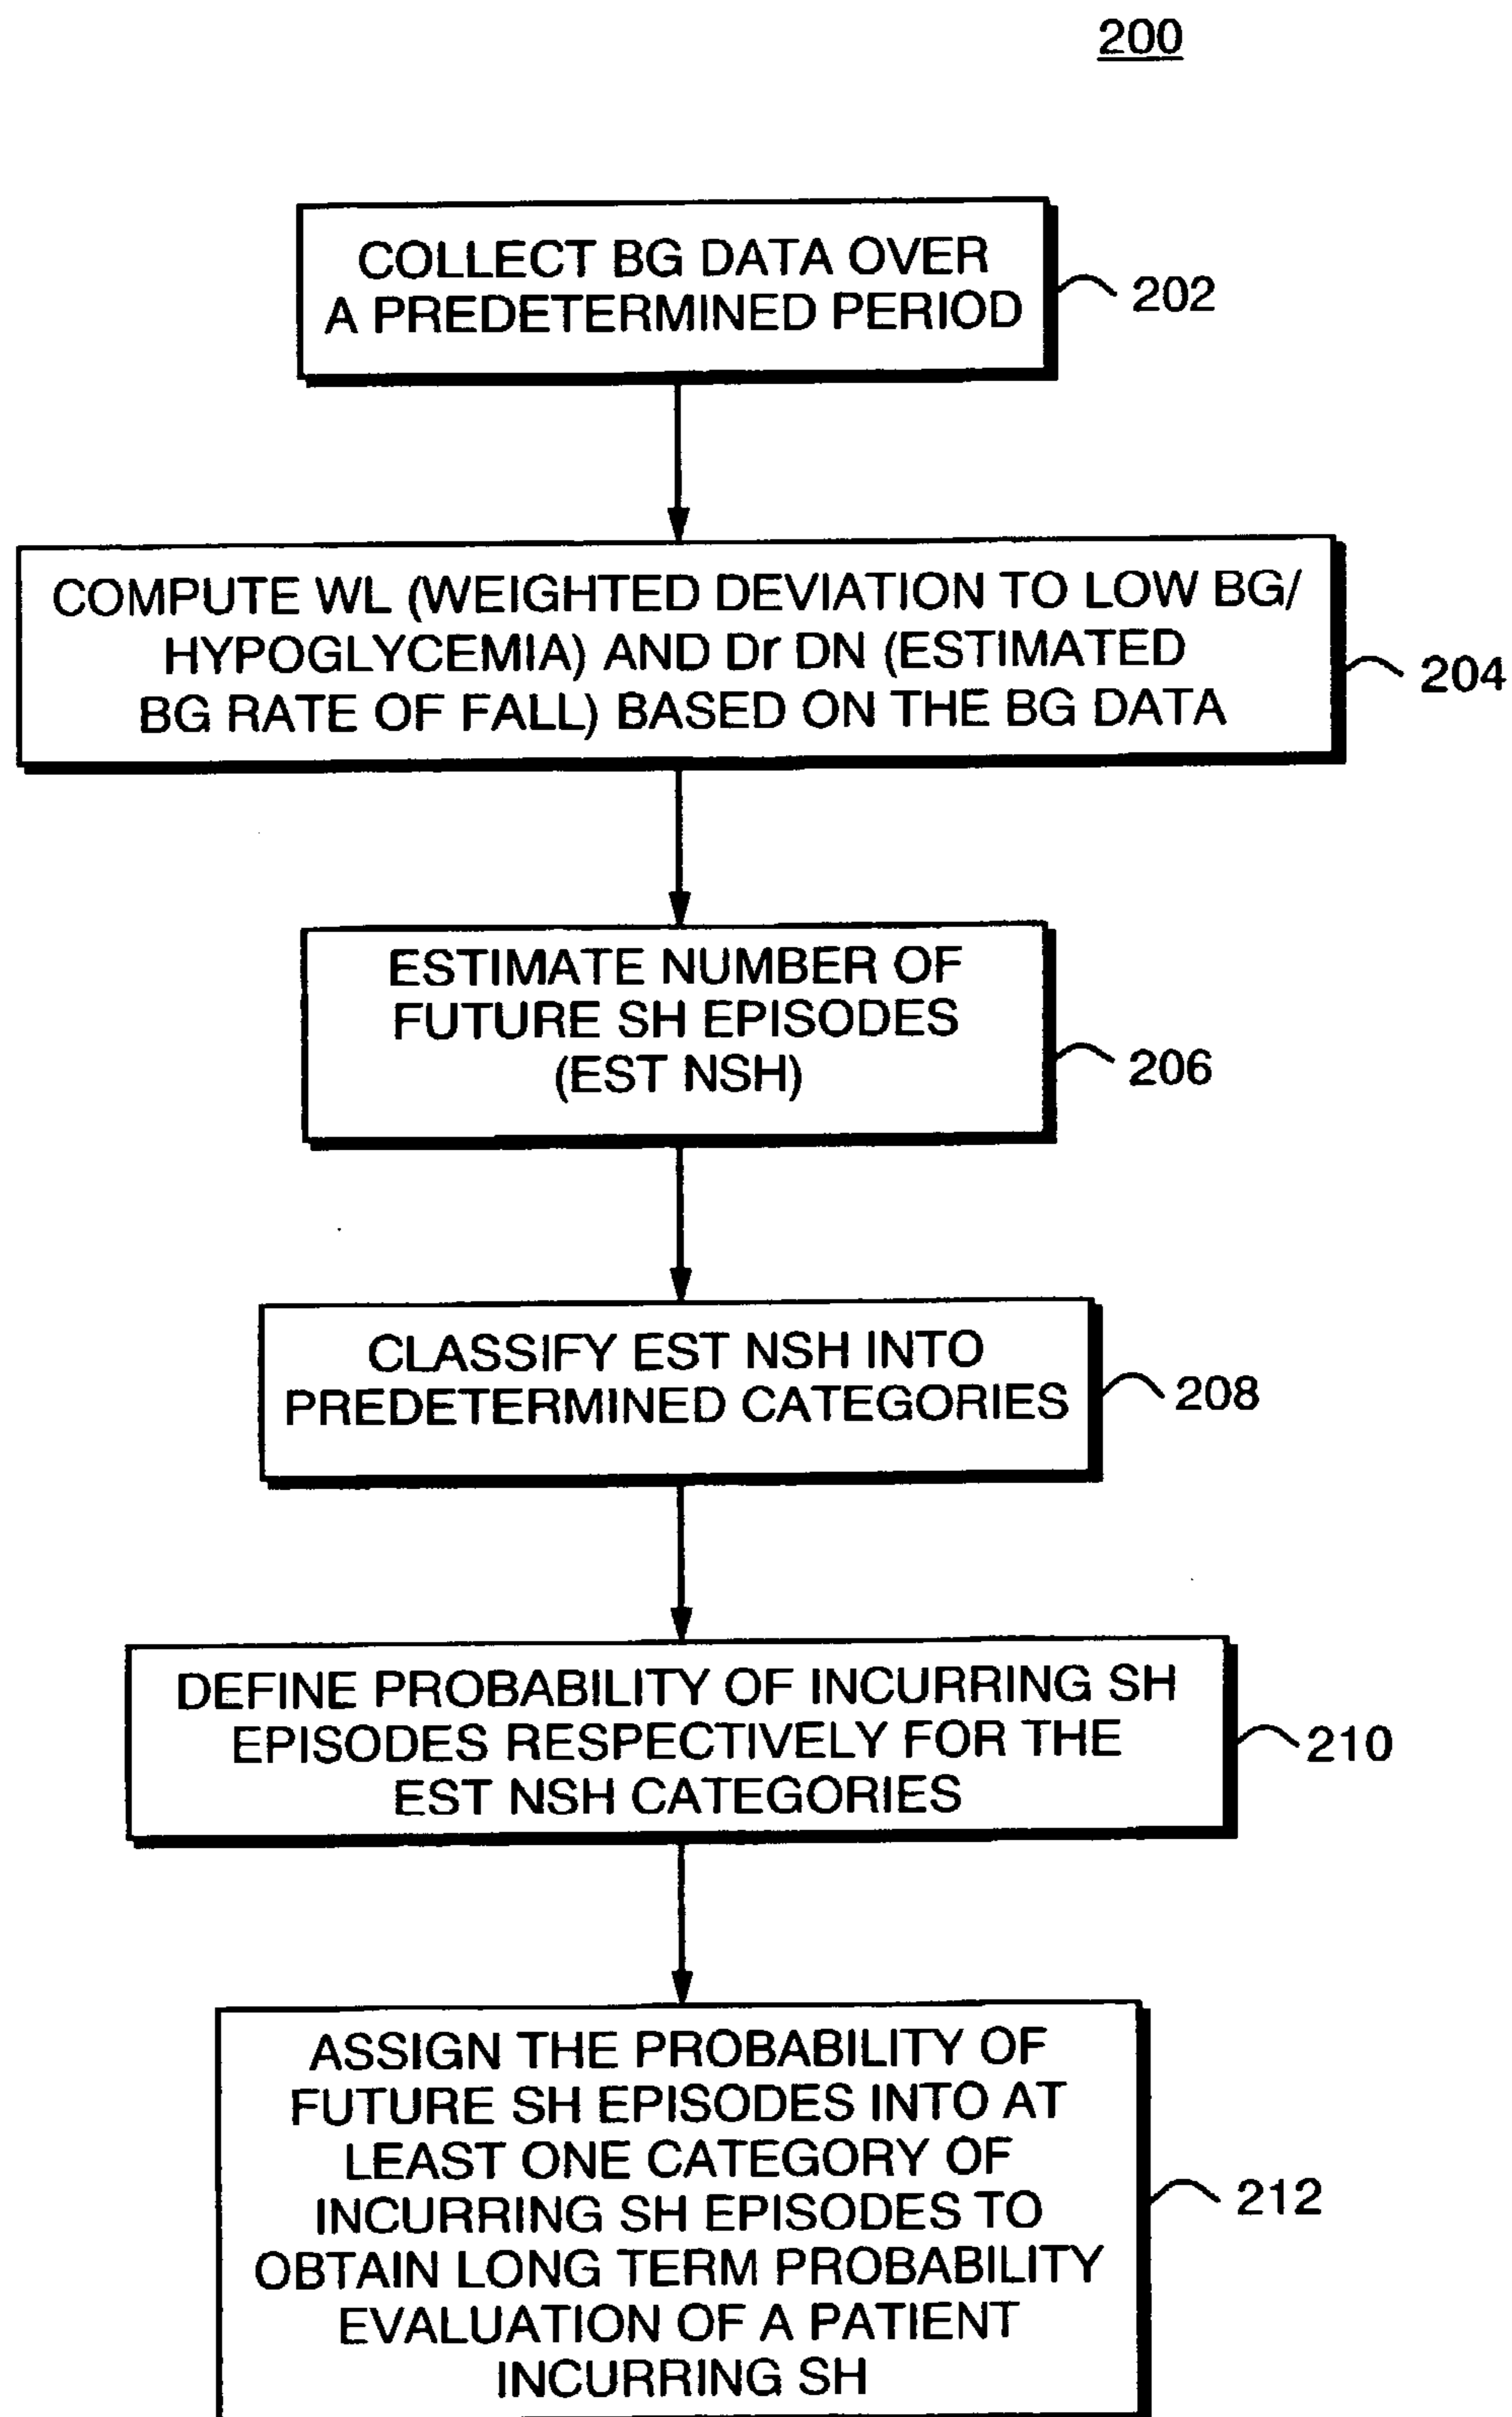 200
COLLECT BG DATA OVER
A PREDETERMINED PERIOD
202
COMPUTE WL (WEIGHTED DEVIATION TO LOW BG/
HYPOGLYCEMIA) AND Dr DN (ESTIMATED
BG RATE OF FALL) BASED ON THE BG DATA
204
ESTIMATE NUMBER OF
FUTURE SH EPISODES
(EST NSH)
206
CLASSIFY EST NSH INTO
PREDETERMINED CATEGORIES
208
DEFINE PROBABILITY OF INCURRING SH
EPISODES RESPECTIVELY FOR THE
EST NSH CATEGORIES
210
ASSIGN THE PROBABILITY OF
FUTURE SH EPISODES INTO AT
LEAST ONE CATEGORY OF
INCURRING SH EPISODES TO
OBTAIN LONG TERM PROBABILITY
EVALUATION OF A PATIENT
INCURRING SH
212